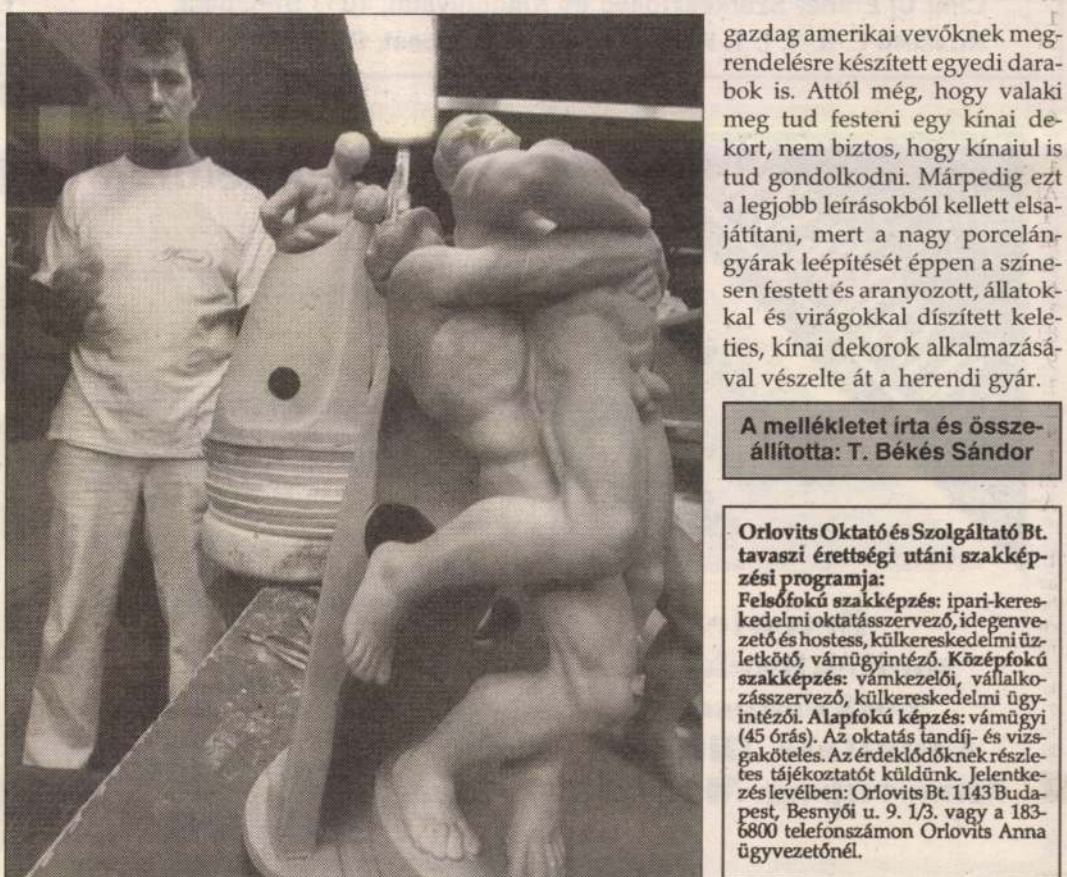 gazdag amerikai vevőknek meg-
rendelésre készített egyedi dara-
bok is. Attól még, hogy valaki
meg tud festeni egy kínai de-
kort, nem biztos, hogy kínaiul is
tud gondolkodni. Márpedig ezt
a legjobb leírásokból kellett elsa-
játítani, mert a nagy porcelán-
gyárak leépítését éppen a színe-
sen festett és aranyozott, állatok-
kal és virágokkal díszített kele-
ties, kínai dekorok alkalmazásá-
val vészelte át a herendi gyár.
A mellékletet írta és össze-
állította: T. Békés Sándor
Orlovits Oktató és Szolgáltató Bt.
tavaszi érettségi utáni szakkép-
zési programja:
Felsőfokú szakképzés: ipari-keres-
kedelmi oktatásszervező, idegenve-
zető és hostess, külkereskedelmi üz-
letkötő, vámügyintéző. Középfokú
szakképzés: vámkezelői, vállalko-
zásszervező, külkereskedelmi ügy-
intézői. Alapfokú képzés: vámügyi
(45 órás). Az oktatás tandíj- és vizs-
gaköteles. Az érdeklődőknek részle-
tes tájékoztatót küldünk. Jelentke-
zés levélben: Orlovits Bt. 1143 Buda-
pest, Besnyői u. 9. 1/3. vagy a 183-
6800 telefonszámon Orlovits Anna
ügyvezetőnél.